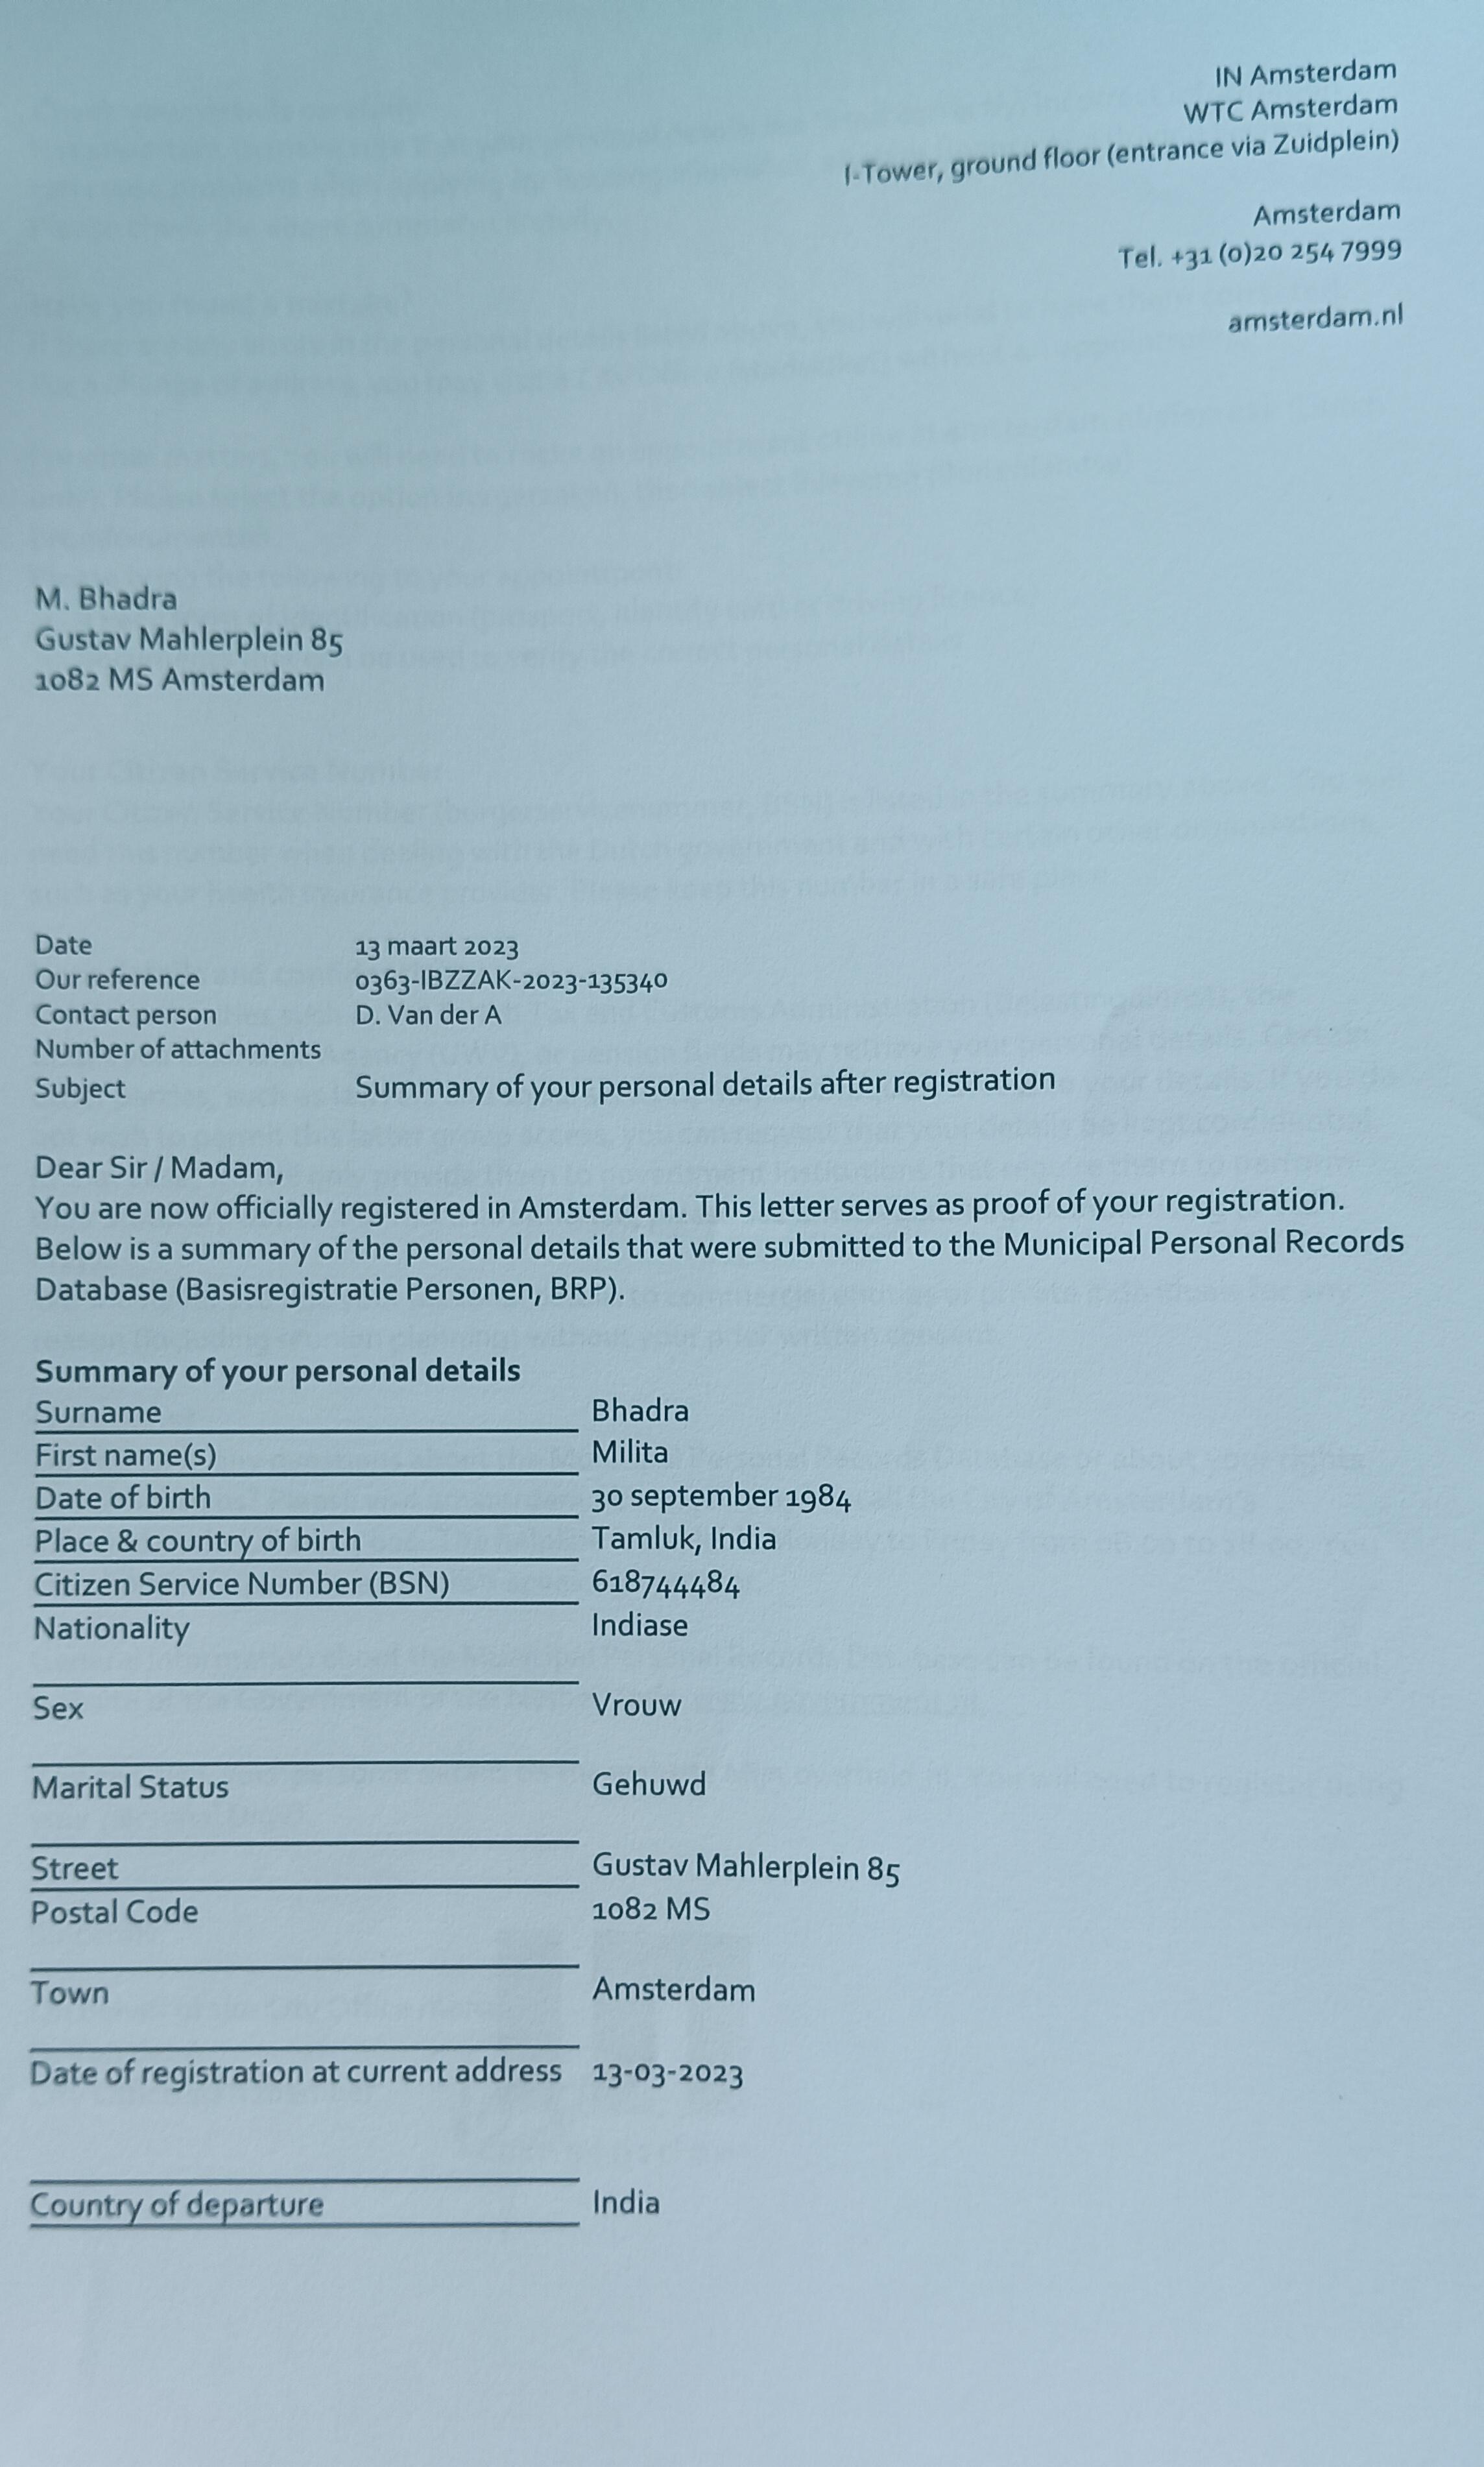 IN Amsterdam
WTC Amsterdam
I-Tower, ground floor (entrance via Zuidplein)
Amsterdam
Tel. +31 (0)20 254 7999
amsterdam.nl
M. Bhadra
Gustav Mahlerplein 85
1082 MS Amsterdam
Date 13 maart 2023
Our reference 0363-IBZZAK-2023-135340
Contact person D. Van der A
Number of attachments
Subject Summary of your personal details after registration
Dear Sir / Madam,
You are now officially registered in Amsterdam. This letter serves as proof of your registration.
Below is a summary of the personal details that were submitted to the Municipal Personal Records
Database (Basisregistratie Personen, BRP).
Summary of your personal details
Surname Bhadra
First name(s) Milita
Date of birth 30 september 1984
Place & country of birth Tamluk, India
Citizen Service Number (BSN) 618744484
Nationality Indiase
Sex Vrouw
Marital Status Gehuwd
Street Gustav Mahlerplein 85
Postal Code 1082 MS
Town Amsterdam
Date of registration at current address 13-03-2023
Country of departure India